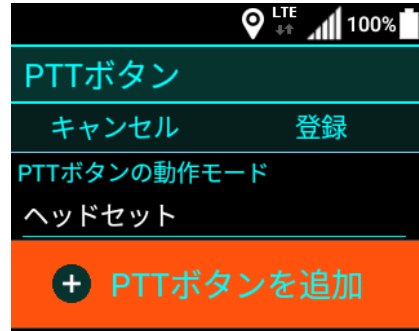 LTE 100%
PTTボタン
キャンセル 登録
PTTボタンの動作モード
ヘッドセット
PTTボタンを追加